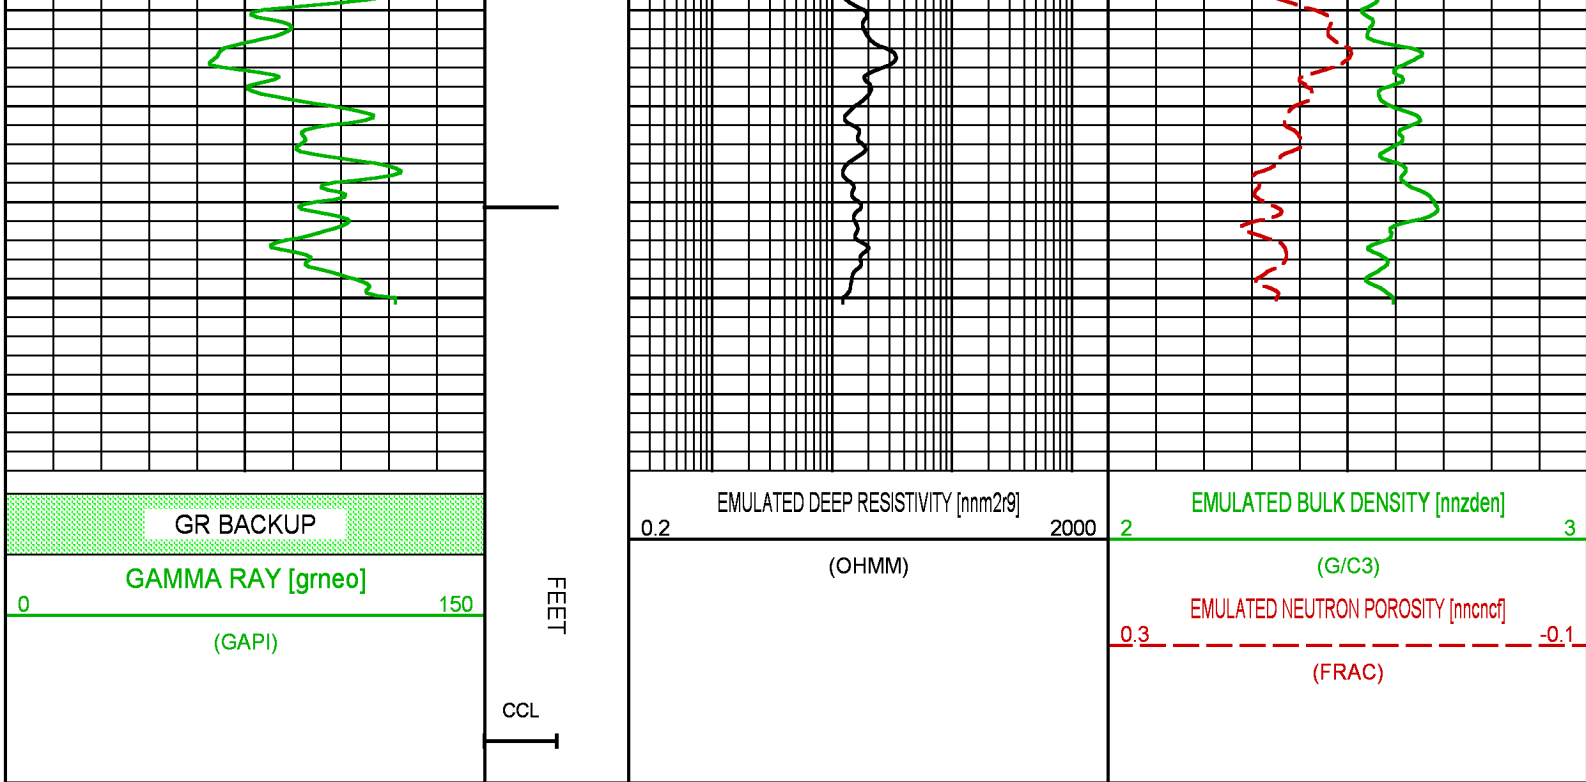 GR BACKUP
GAMMA RAY [grneo]
0 150
(GAPI)
FEET
CCL
EMULATED DEEP RESISTIVITY [nnm2r9]
0.2 2000
(OHMM)
EMULATED BULK DENSITY [nnzden]
2 3
(G/C3)
EMULATED NEUTRON POROSITY [nncncf]
0.3 -0.1
(FRAC)